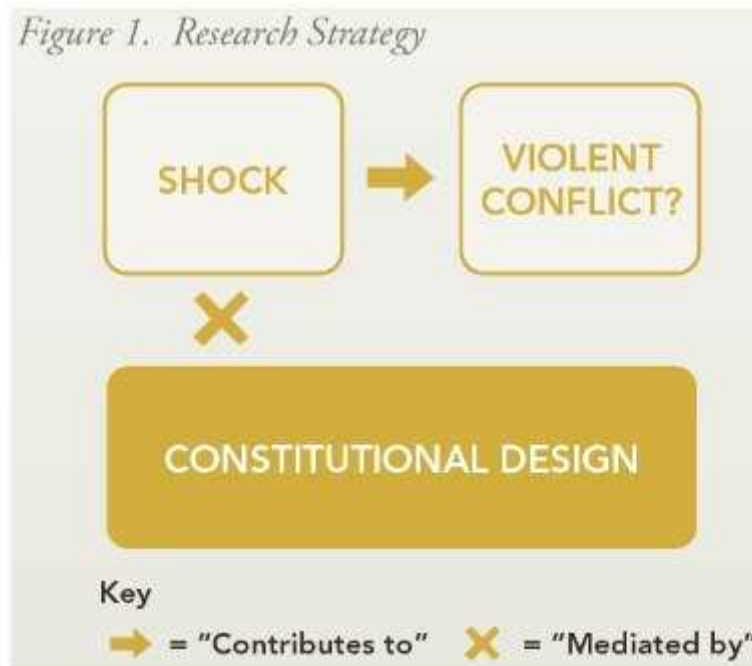 Figure 1. Research Strategy
SHOCK
VIOLENT
CONFLICT?
CONSTITUTIONAL DESIGN
Key
= "Contributes to" = "Mediated by"